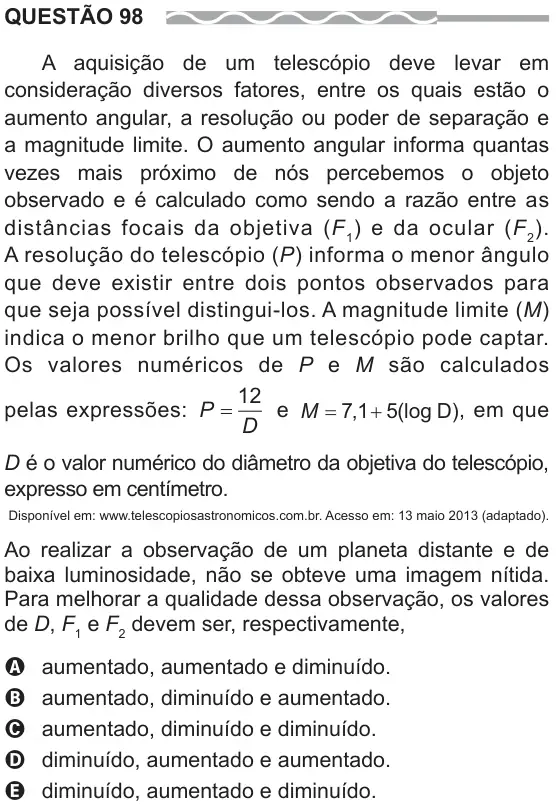 QUESTÃO 98
A aquisição de um telescópio deve levar em
consideração diversos fatores, entre os quais estão o
aumento angular, a resolução ou poder de separação e
a magnitude limite. O aumento angular informa quantas
vezes mais próximo de nós percebemos o objeto
observado e é calculado como sendo a razão entre as
distâncias focais da objetiva (F₁) e da ocular (F₂).
A resolução do telescópio (P) informa o menor ângulo
que deve existir entre dois pontos observados para
que seja possível distingui-los. A magnitude limite (M)
indica o menor brilho que um telescópio pode captar.
Os valores numéricos de P e M são calculados
pelas expressões: P = 12/D e M = 7,1 + 5(log D), em que
D é o valor numérico do diâmetro da objetiva do telescópio,
expresso em centímetro.
Disponível em: www.telescopiosastronomicos.com.br. Acesso em: 13 maio 2013 (adaptado).
Ao realizar a observação de um planeta distante e de
baixa luminosidade, não se obteve uma imagem nítida.
Para melhorar a qualidade dessa observação, os valores
de D, F₁ e F₂ devem ser, respectivamente,
A aumentado, aumentado e diminuído.
B aumentado, diminuído e aumentado.
C aumentado, diminuído e diminuído.
D diminuído, aumentado e aumentado.
E diminuído, aumentado e diminuído.